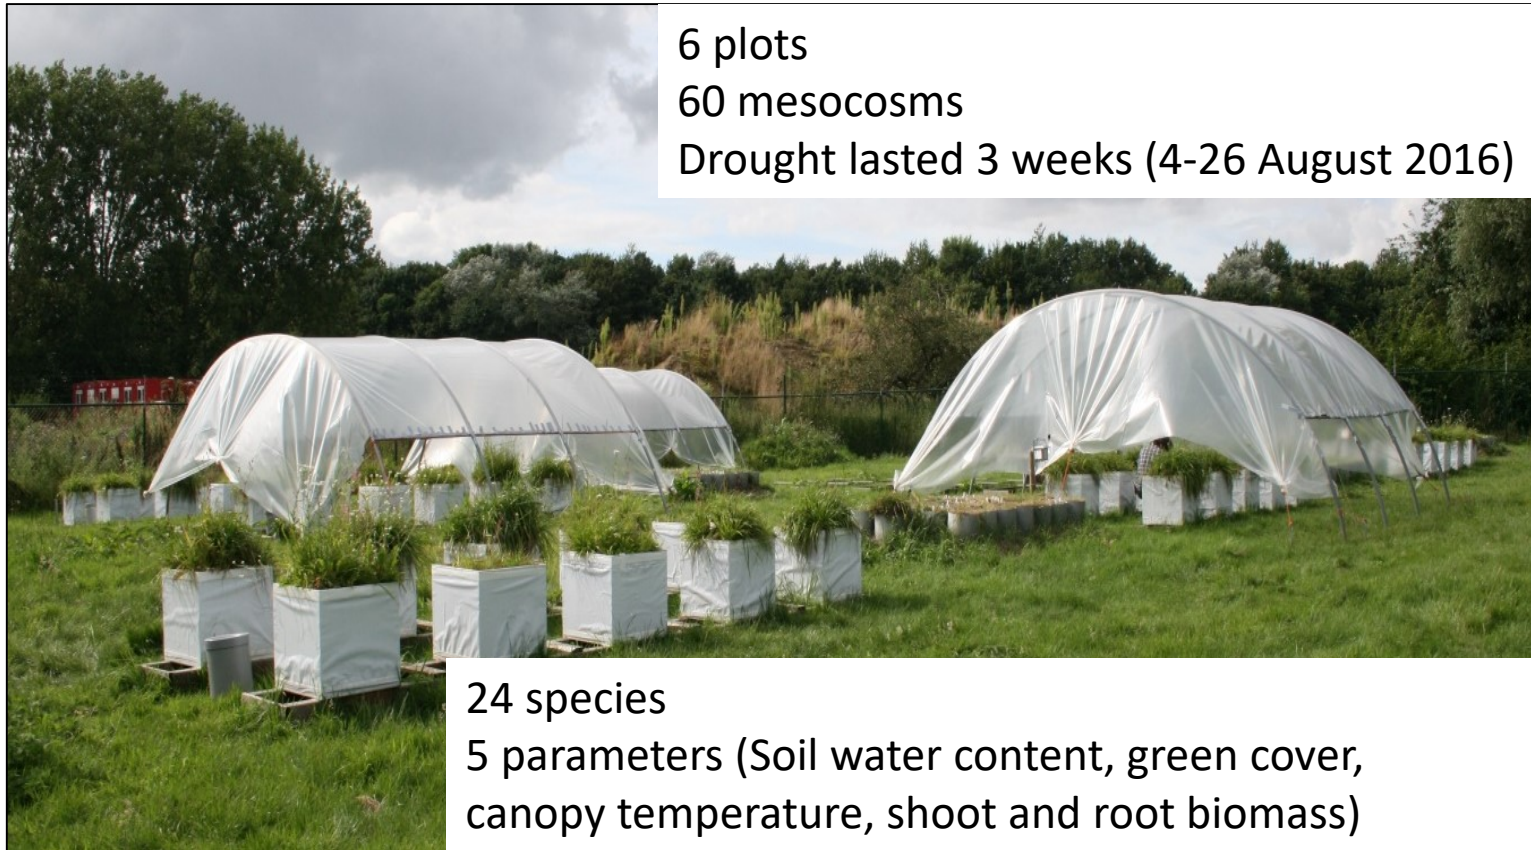 6 plots
60 mesocosms
Drought lasted 3 weeks (4-26 August 2016)
24 species
5 parameters (Soil water content, green cover,
canopy temperature, shoot and root biomass)